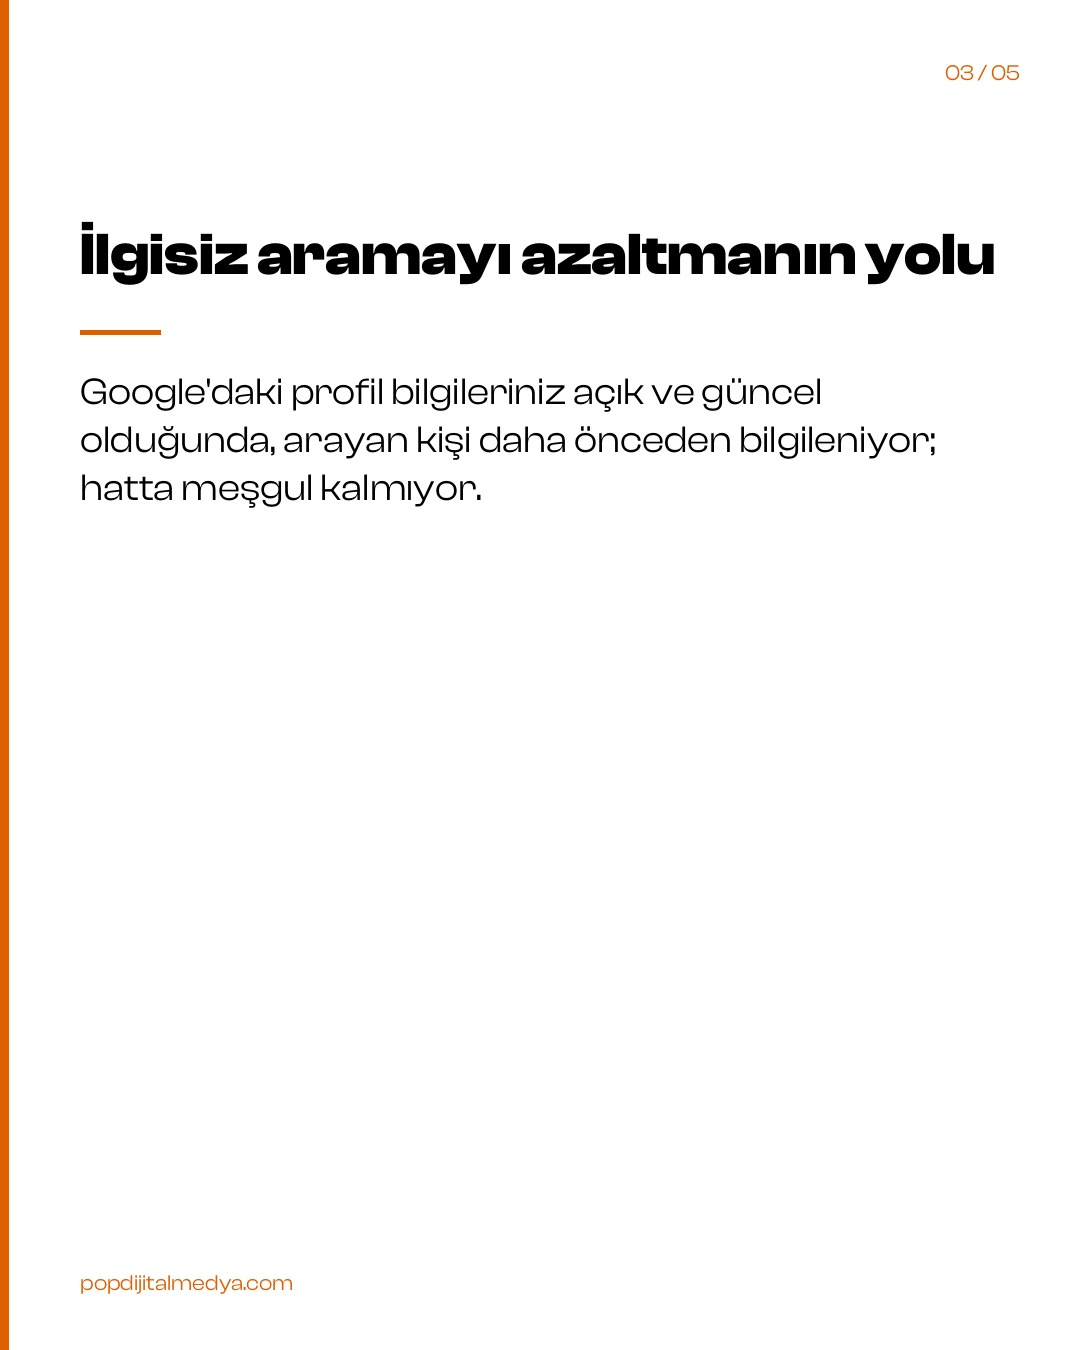 03 / 05
İlgisiz aramayı azaltmanın yolu
Google'daki profil bilgileriniz açık ve güncel
olduğunda, arayan kişi daha önceden bilgileniyor;
hatta meşgul kalmıyor.
popdijitalmedya.com